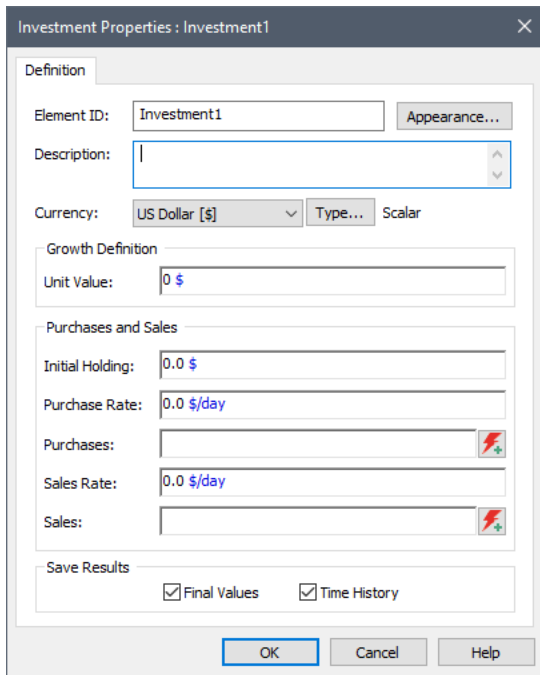 Investment Properties : Investment1
Definition
Element ID: Investment1 Appearance...
Description:
Currency: US Dollar [$] Type... Scalar
Growth Definition
Unit Value: 0 $
Purchases and Sales
Initial Holding: 0.0 $
Purchase Rate: 0.0 $/day
Purchases:
Sales Rate: 0.0 $/day
Sales:
Save Results
Final Values Time History
OK Cancel Help